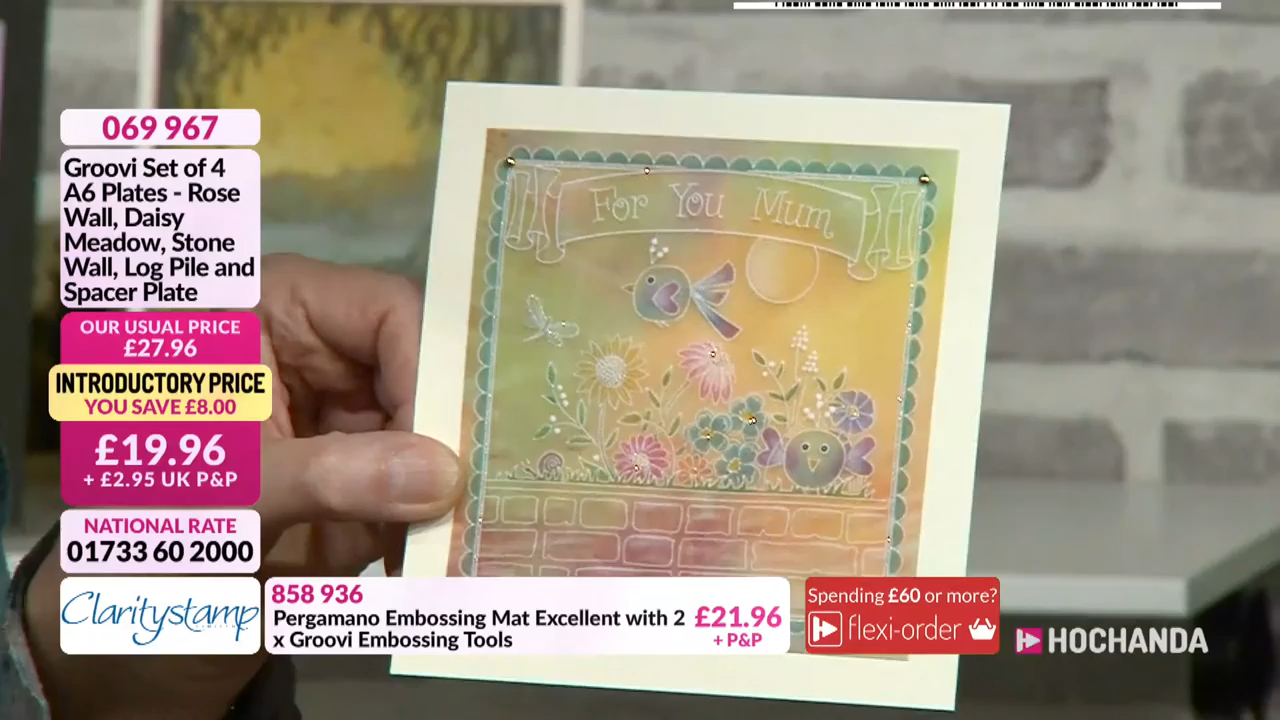 069 967
Groovi Set of 4
A6 Plates - Rose
Wall, Daisy
Meadow, Stone
Wall, Log Pile and
Spacer Plate
OUR USUAL PRICE
£27.96
INTRODUCTORY PRICE
YOU SAVE £8.00
£19.96
+ £2.95 UK P&P
NATIONAL RATE
01733 60 2000
Claritystamp
For You Mum
858 936
Pergamano Embossing Mat Excellent with 2
x Groovi Embossing Tools
£21.96
+ P&P
Spending £60 or more?
flexi-order
HOCHANDA